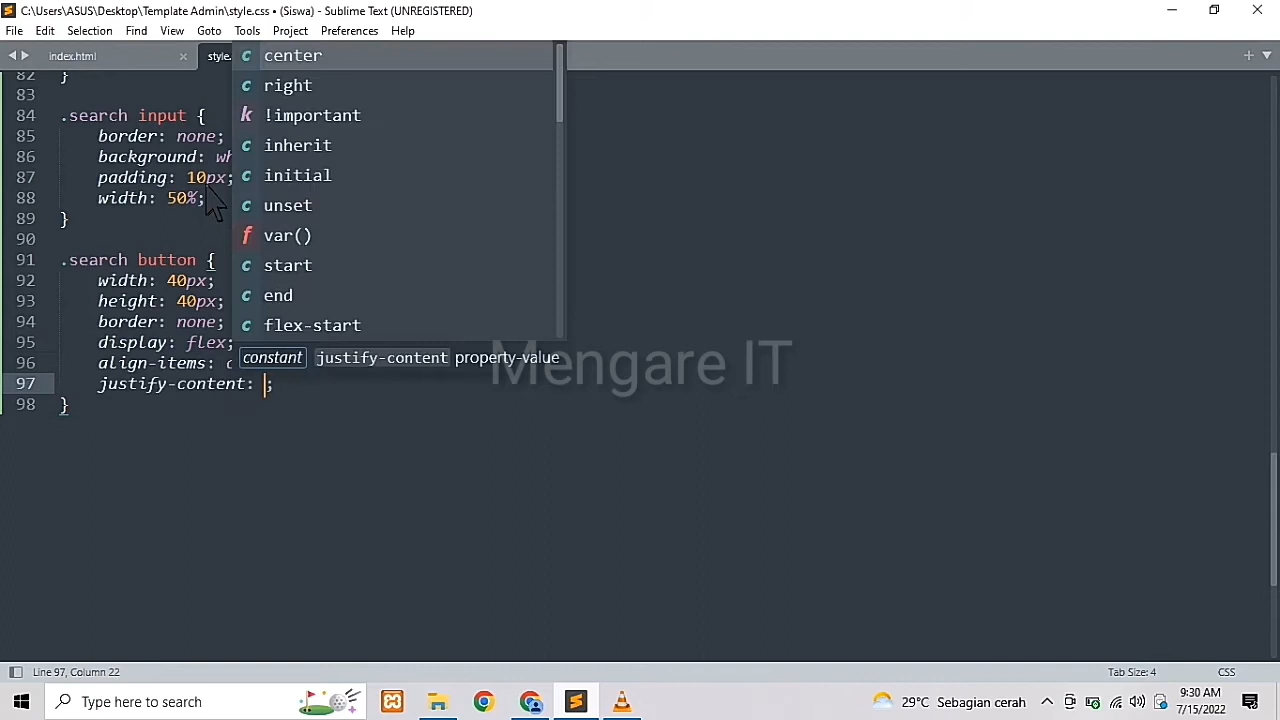 C:\Users\ASUS\Desktop\Template Admin\style.css • (Siswa) - Sublime Text (UNREGISTERED)
File Edit Selection Find View Goto Tools Project Preferences Help
index.html
style.
82 }
83
84 .search input {
85 border: none;
86 background: wh
87 padding: 10px;
88 width: 50%;
89 }
90
91 .search button {
92 width: 40px;
93 height: 40px;
94 border: none;
95 display: flex;
96 align-items: c
97 justify-content: ;
98 }
c center
c right
k !important
c inherit
c initial
c unset
f var()
c start
c end
c flex-start
constant justify-content property-value
Mengare IT
Line 97, Column 22
Tab Size: 4
CSS
Type here to search
29°C Sebagian cerah
9:30 AM
7/15/2022